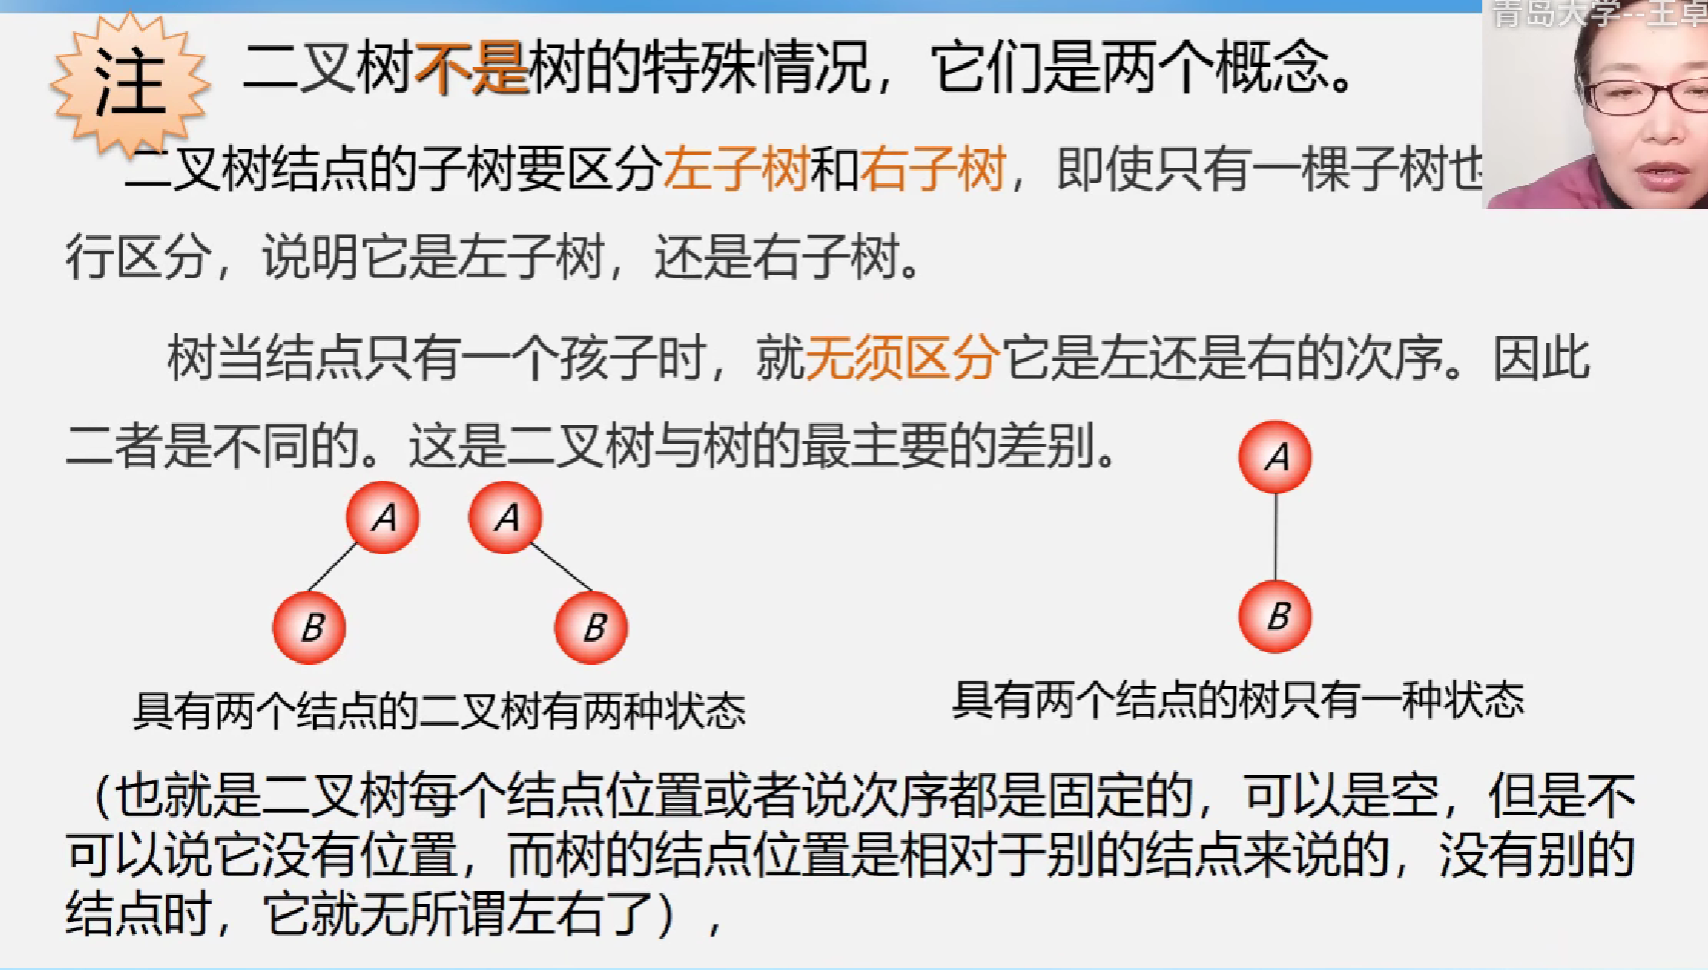 青岛大学--王卓
注
二叉树不是树的特殊情况，它们是两个概念。
二叉树结点的子树要区分左子树和右子树，即使只有一棵子树也
行区分，说明它是左子树，还是右子树。
树当结点只有一个孩子时，就无须区分它是左还是右的次序。因此
二者是不同的。这是二叉树与树的最主要的差别。
A
A
B
B
A
B
具有两个结点的二叉树有两种状态
具有两个结点的树只有一种状态
（也就是二叉树每个结点位置或者说次序都是固定的，可以是空，但是不
可以说它没有位置，而树的结点位置是相对于别的结点来说的，没有别的
结点时，它就无所谓左右了），